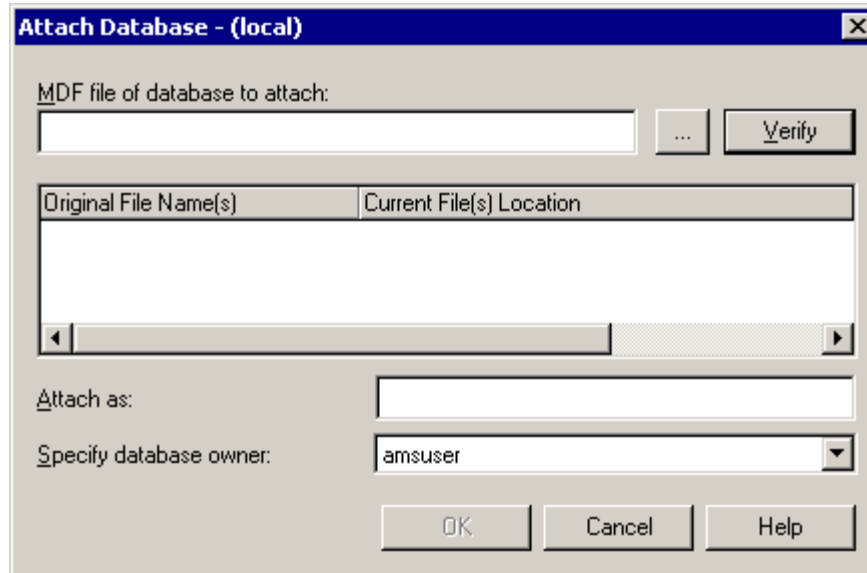 Attach Database - (local)
MDF file of database to attach:
... Verify
Original File Name(s) Current File(s) Location
Attach as:
Specify database owner: amsuser
OK Cancel Help